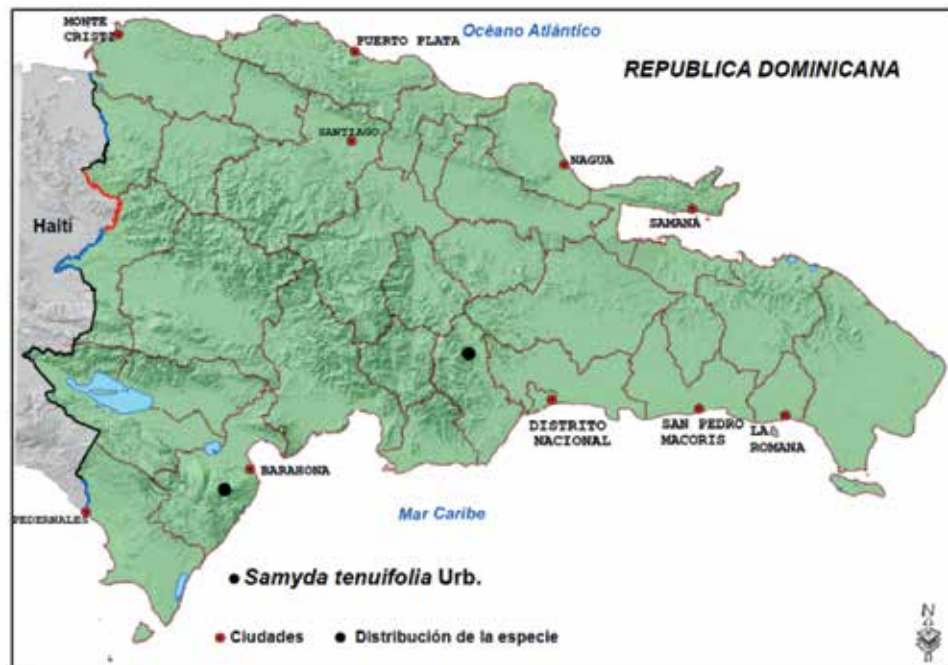 MONTE
CRISTI
PUERTO PLATA
Océano Atlántico
REPUBLICA DOMINICANA
SANTIAGO
NAGUA
SAMANÁ
Haití
DISTRITO
NACIONAL
SAN PEDRO
MACORIS
LA
ROMANA
BARAHONA
PEDERNALES
Mar Caribe
Samyda tenuifolia Urb.
Ciudades
Distribución de la especie
N